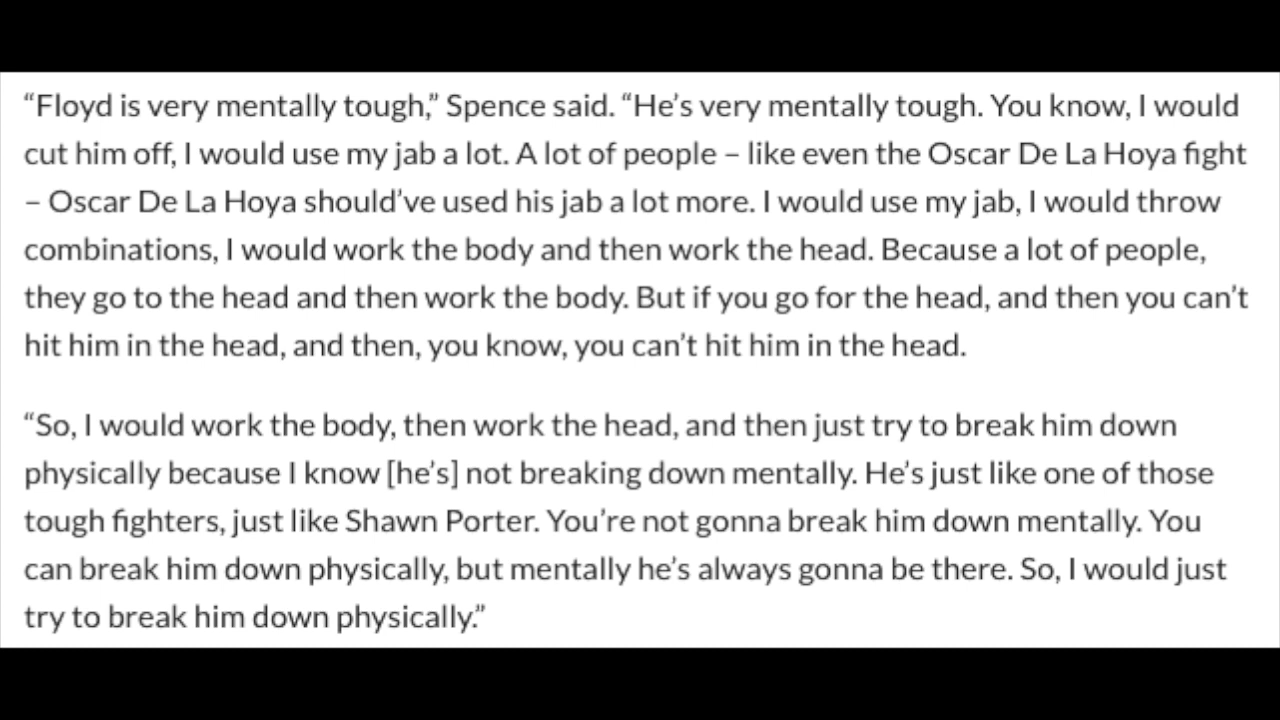 “Floyd is very mentally tough,” Spence said. “He’s very mentally tough. You know, I would
cut him off, I would use my jab a lot. A lot of people – like even the Oscar De La Hoya fight
– Oscar De La Hoya should’ve used his jab a lot more. I would use my jab, I would throw
combinations, I would work the body and then work the head. Because a lot of people,
they go to the head and then work the body. But if you go for the head, and then you can’t
hit him in the head, and then, you know, you can’t hit him in the head.
“So, I would work the body, then work the head, and then just try to break him down
physically because I know [he’s] not breaking down mentally. He’s just like one of those
tough fighters, just like Shawn Porter. You’re not gonna break him down mentally. You
can break him down physically, but mentally he’s always gonna be there. So, I would just
try to break him down physically.”